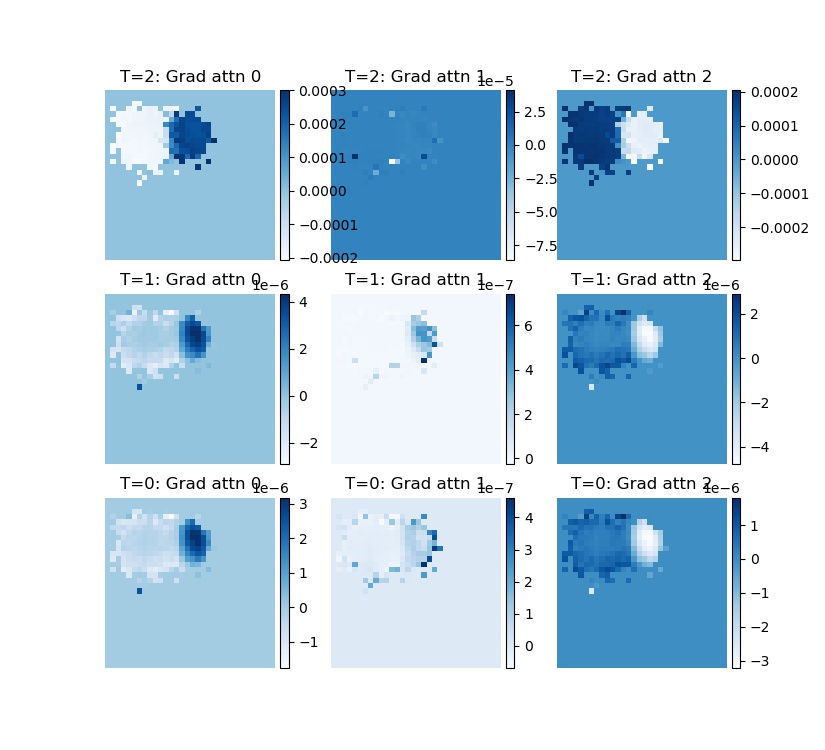 T=2: Grad attn 0
T=2: Grad attn 1
1e−5
T=2: Grad attn 2
0.0003
0.0002
0.0001
0.0000
−0.0001
−0.0002
2.5
0.0
−2.5
−5.0
−7.5
0.0002
0.0001
0.0000
−0.0001
−0.0002
T=1: Grad attn 0
1e−6
T=1: Grad attn 1
1e−7
T=1: Grad attn 2
1e−6
4
2
0
−2
6
4
2
0
2
0
−2
−4
T=0: Grad attn 0
1e−6
T=0: Grad attn 1
1e−7
T=0: Grad attn 2
1e−6
3
2
1
0
−1
4
3
2
1
0
1
0
−1
−2
−3